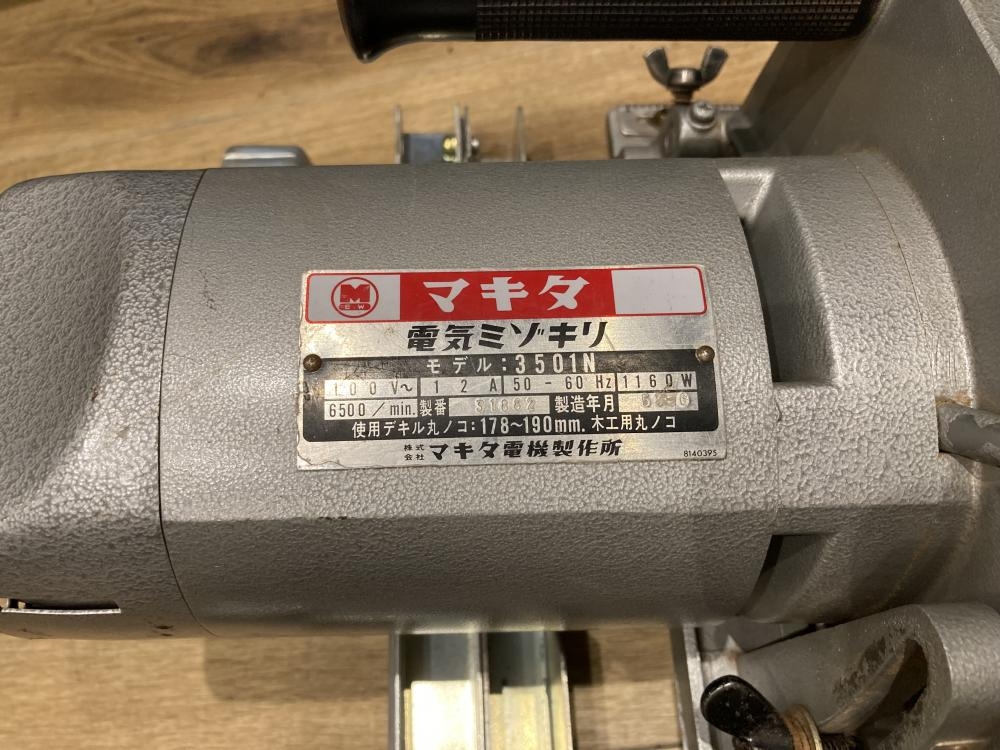 M
E W
マキタ
電気ミゾキリ
モデル:3501N
100V～ 12A 50-60Hz 1160W
6500/min. 製番 製造年月
使用デキル丸ノコ:178～190mm. 木工用丸ノコ
株式会社 マキタ電機製作所
8140395